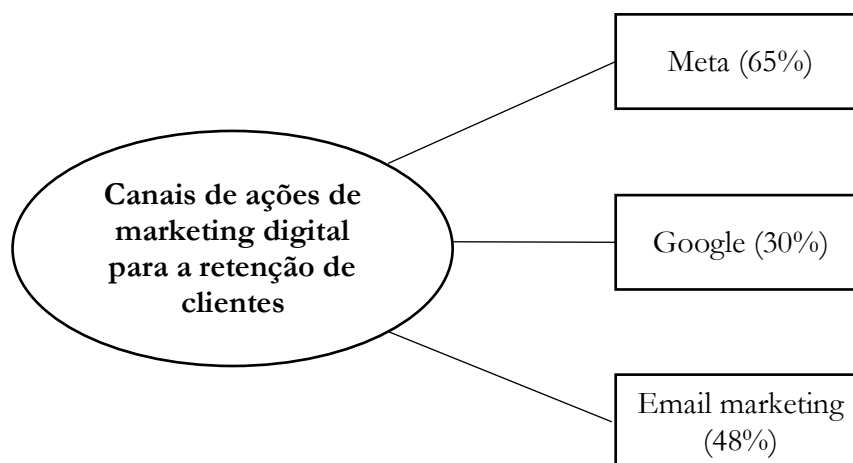 Meta (65%)
Canais de ações de
marketing digital
para a retenção de
clientes
Google (30%)
Email marketing
(48%)